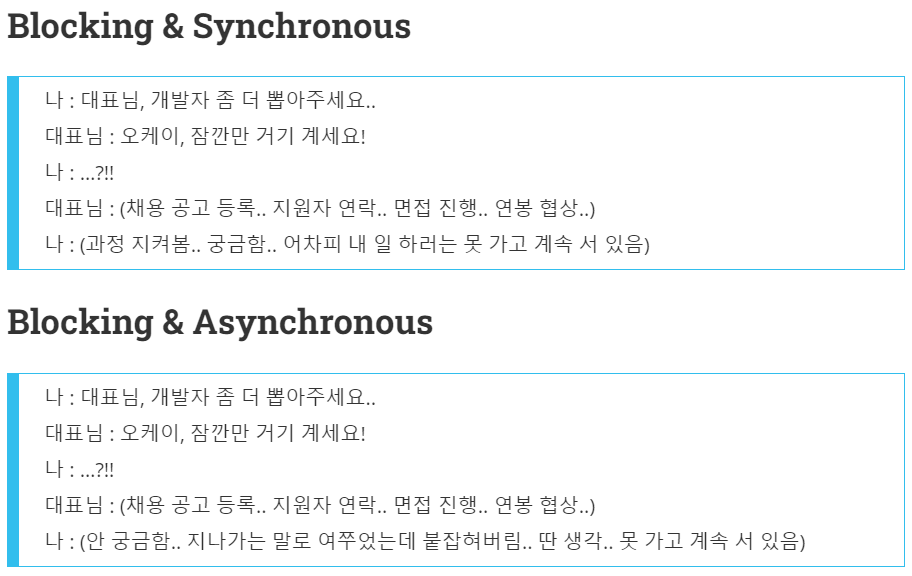 Blocking & Synchronous
나 : 대표님, 개발자 좀 더 뽑아주세요..
대표님 : 오케이, 잠깐만 거기 계세요!
나 : ...?!!
대표님 : (채용 공고 등록.. 지원자 연락.. 면접 진행.. 연봉 협상..)
나 : (과정 지켜봄.. 궁금함.. 어차피 내 일 하러는 못 가고 계속 서 있음)
Blocking & Asynchronous
나 : 대표님, 개발자 좀 더 뽑아주세요..
대표님 : 오케이, 잠깐만 거기 계세요!
나 : ...?!!
대표님 : (채용 공고 등록.. 지원자 연락.. 면접 진행.. 연봉 협상..)
나 : (안 궁금함.. 지나가는 말로 여쭈었는데 붙잡혀버림.. 딴 생각.. 못 가고 계속 서 있음)